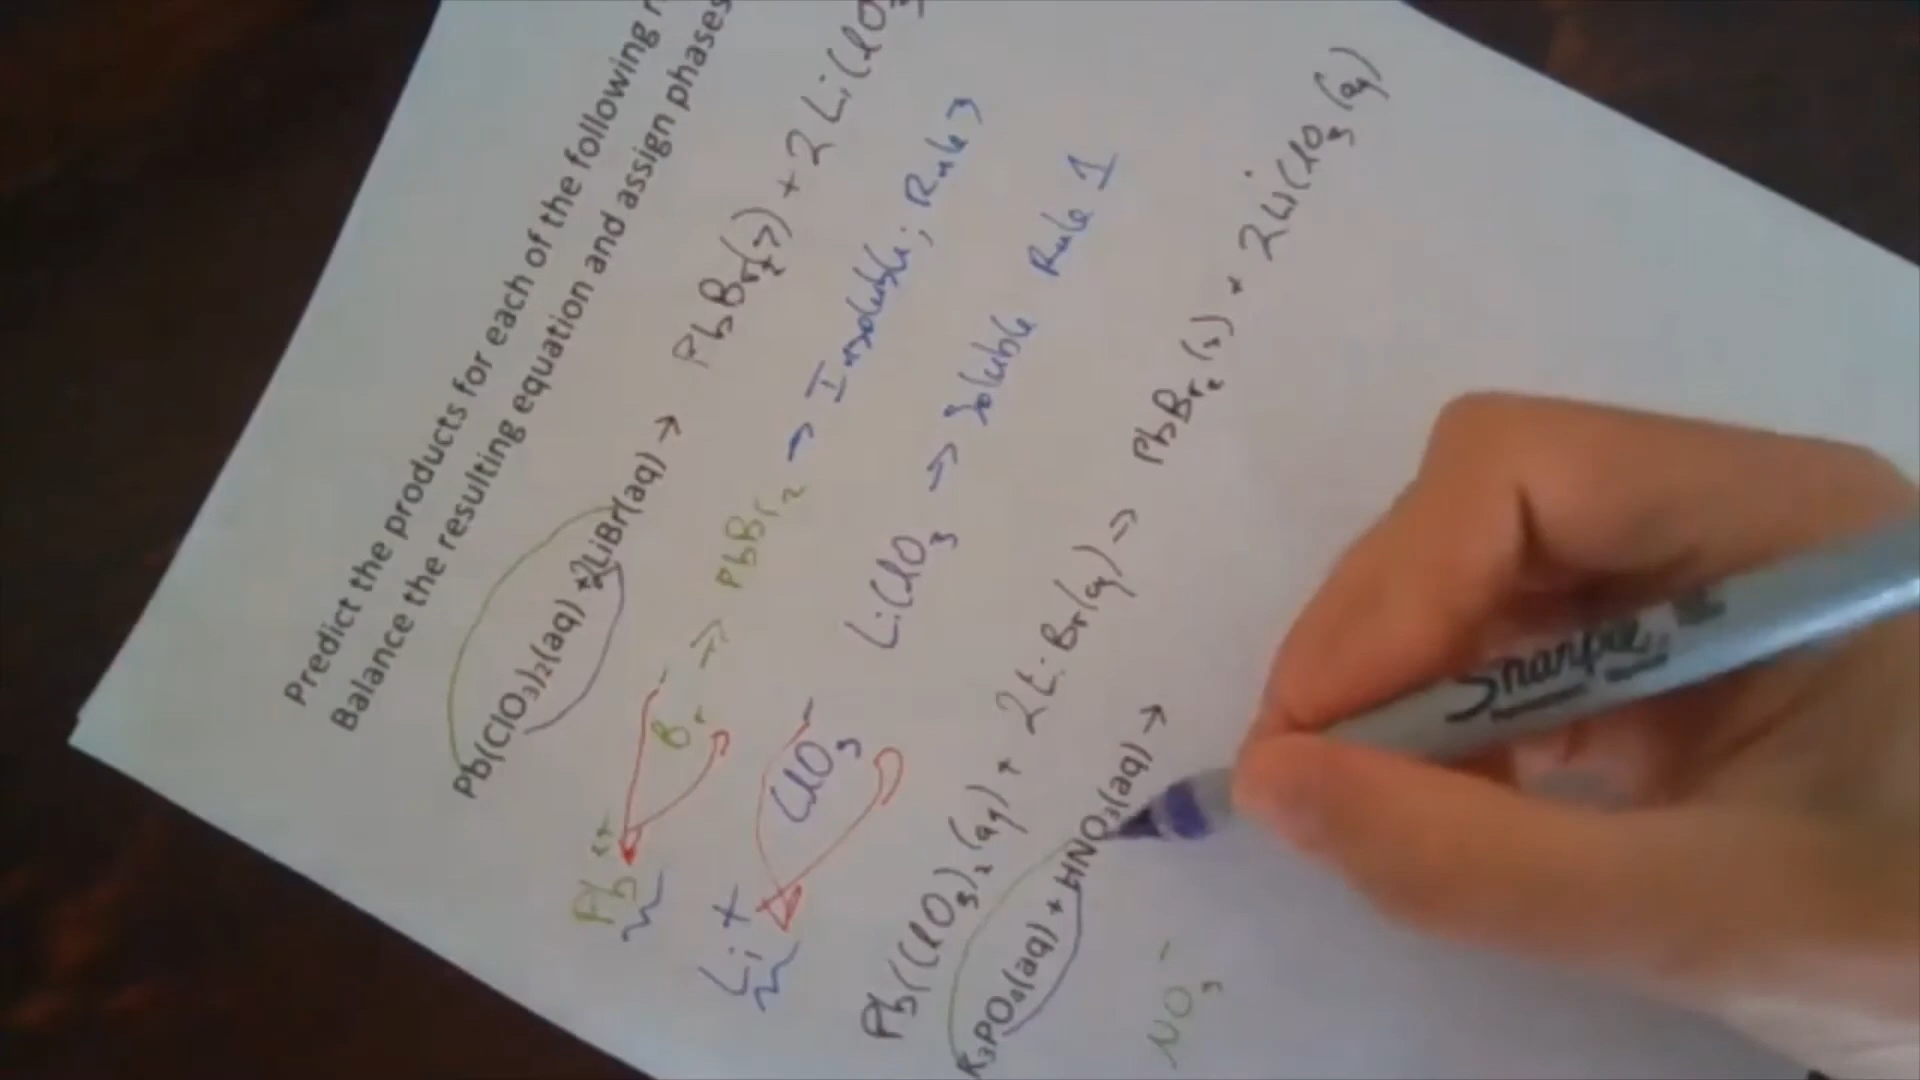 Predict the products for each of the following
Balance the resulting equation and assign phases
Pb(ClO3)2(aq) + 2LiBr(aq) → PbBr2(s) + 2LiClO3
Pb++ Br- ⇒ PbBr2 → Insoluble; Rule 3
Li+ ClO3- LiClO3 ⇒ Soluble Rule 1
Pb(ClO3)2(aq) + 2LiBr(aq) ⇒ PbBr2(s) + 2LiClO3(aq)
K3PO4(aq) + HNO3(aq) →
NO3-
Sharpie